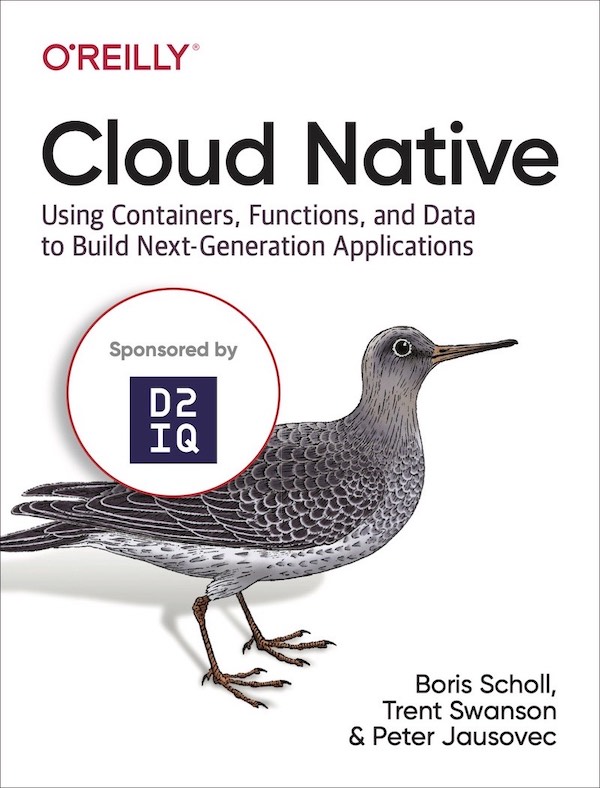 O'REILLY®
Cloud Native
Using Containers, Functions, and Data
to Build Next-Generation Applications
Sponsored by
D2
IQ
Boris Scholl,
Trent Swanson
& Peter Jausovec